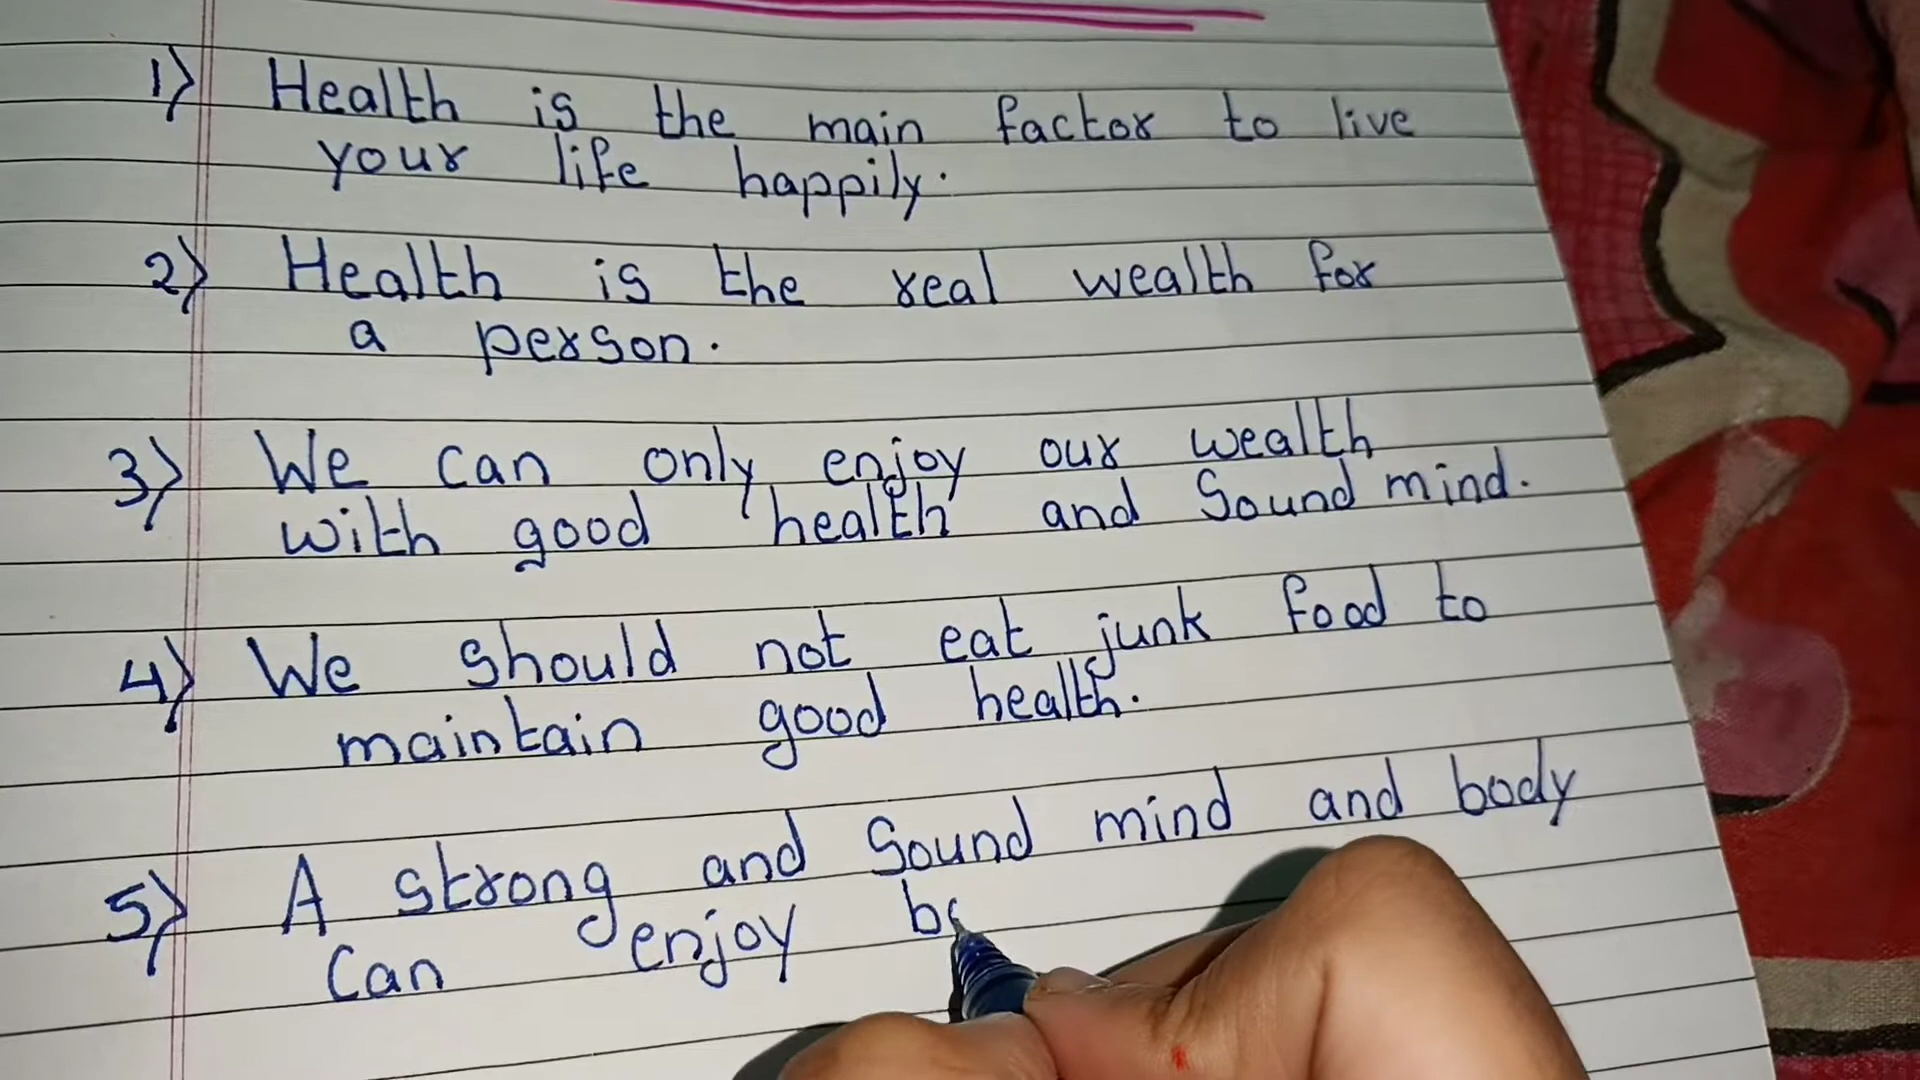 1) Health is the main factor to live
your life happily.
2) Health is the real wealth for
a person.
3) We can only enjoy our wealth
with good health and Sound mind.
4) We should not eat junk food to
maintain good health.
5) A strong and Sound mind and body
Can enjoy